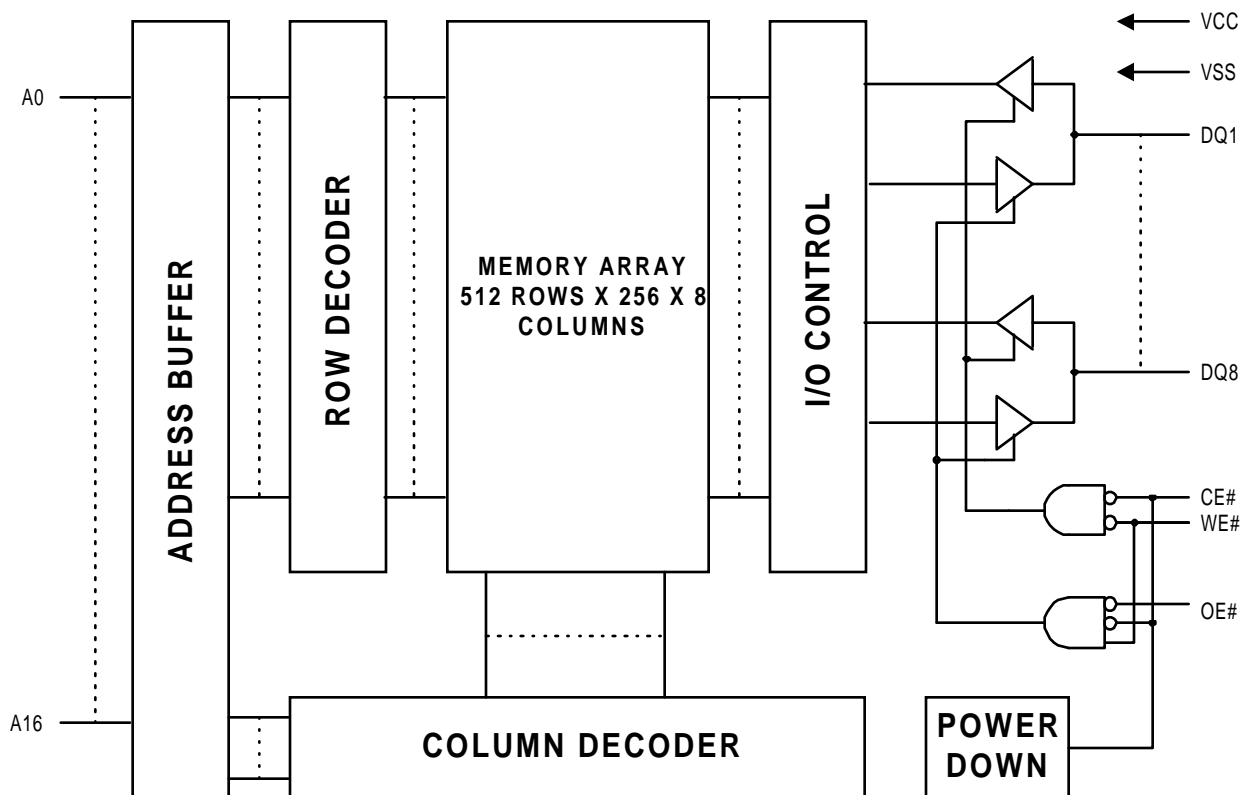 VCC
VSS
A0
DQ1
ADDRESS BUFFER
ROW DECODER
MEMORY ARRAY
512 ROWS X 256 X 8
COLUMNS
I/O CONTROL
DQ8
CE#
WE#
OE#
A16
COLUMN DECODER
POWER
DOWN